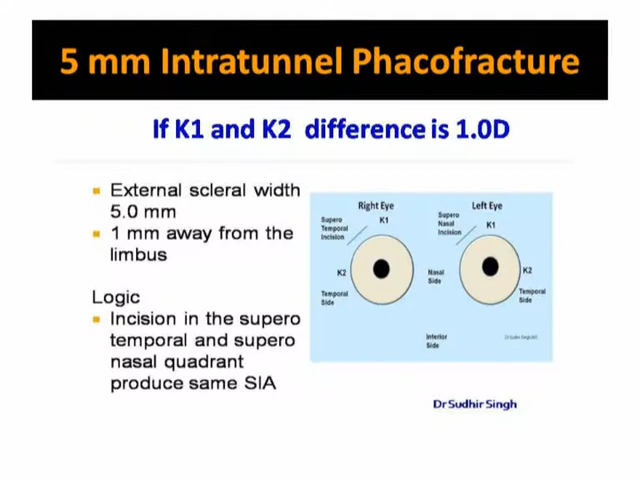 5 mm Intratunnel Phacofracture
If K1 and K2 difference is 1.0D
External scleral width
5.0 mm
1 mm away from the
limbus
Logic
Incision in the supero
temporal and supero
nasal quadrant
produce same SIA
Right Eye
K1
Supero
Temporal
Incision
K2
Temporal
Side
Left Eye
K1
Supero
Nasal
Incision
Nasal
Side
K2
Temporal
Side
Side
Dr Sudhir Singh